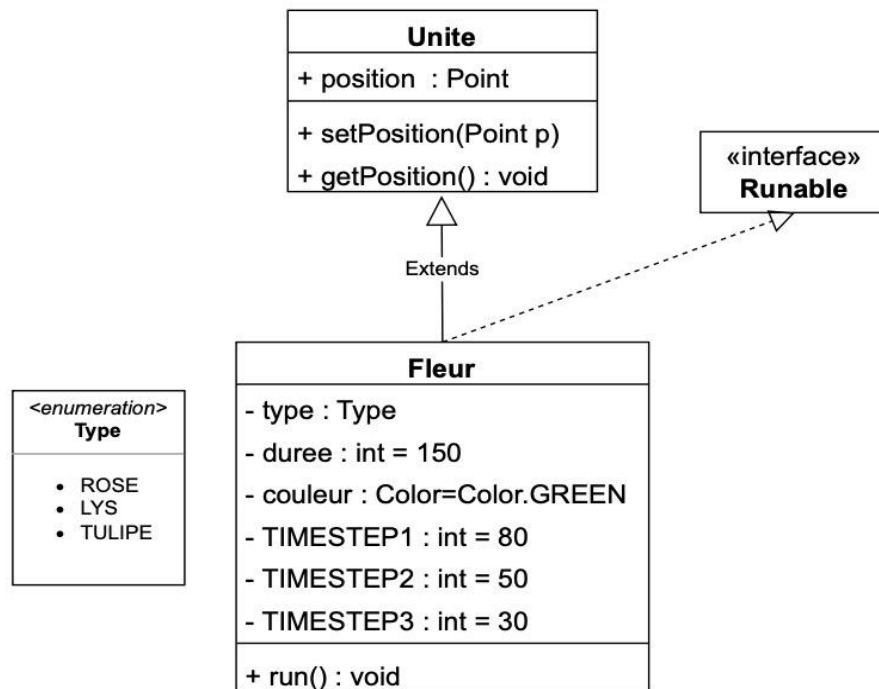 Unite
+ position : Point
+ setPosition(Point p)
+ getPosition() : void
«interface»
Runable
Extends
Fleur
- type : Type
- duree : int = 150
- couleur : Color=Color.GREEN
- TIMESTEP1 : int = 80
- TIMESTEP2 : int = 50
- TIMESTEP3 : int = 30
+ run() : void
<enumeration>
Type
• ROSE
• LYS
• TULIPE